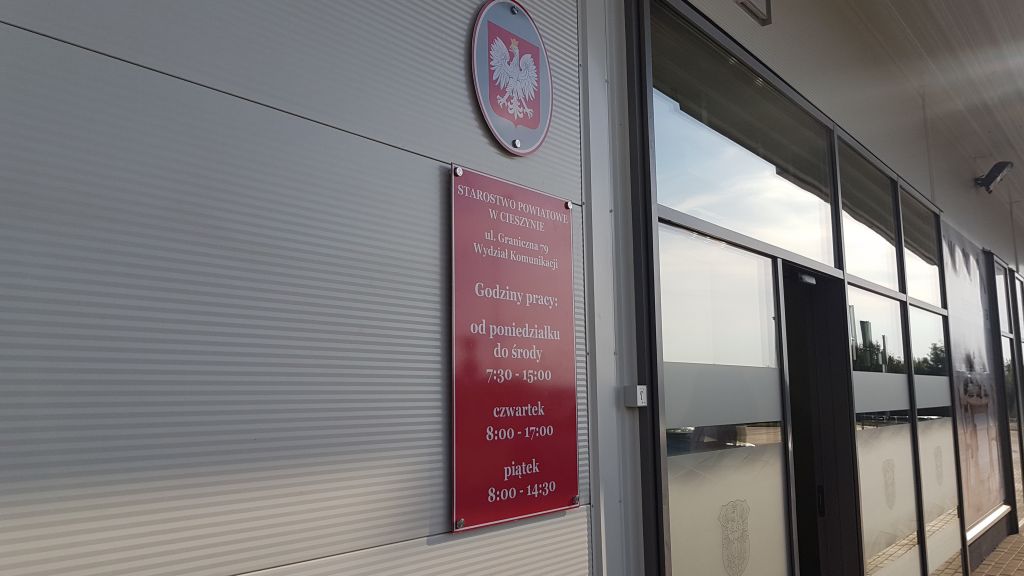 STAROSTWO POWIATOWE
W CIESZYNIE
ul. Graniczna 79
Wydział Komunikacji
Godziny pracy:
od poniedziałku
do środy
7:30 - 15:00
czwartek
8:00 - 17:00
piątek
8:00 - 14:30